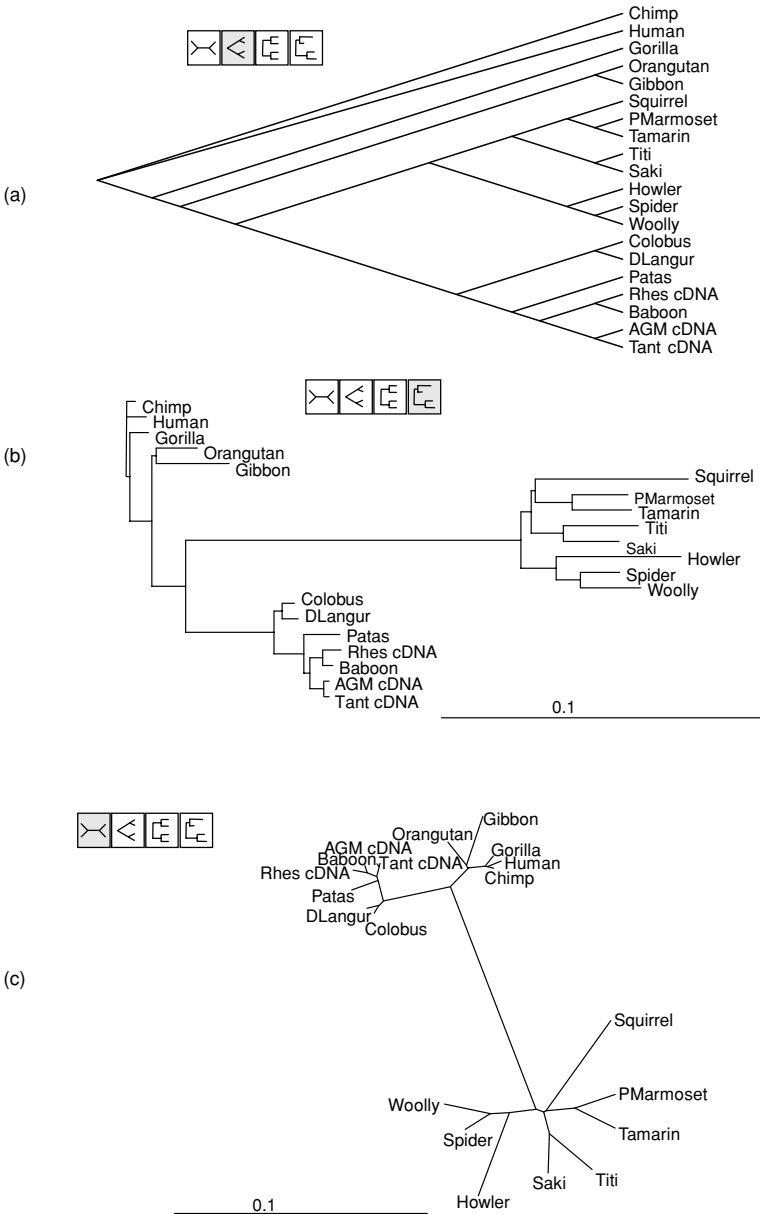 Chimp
Human
Gorilla
Orangutan
Gibbon
Squirrel
PMarmoset
Tamarin
Titi
Saki
(a)
Howler
Spider
Woolly
Colobus
DLangur
Patas
Rhes cDNA
Baboon
AGM cDNA
Tant cDNA
Chimp
Human
Gorilla
(b)
Orangutan
Gibbon
Squirrel
PMarmoset
Tamarin
Titi
Saki
Howler
Spider
Woolly
Colobus
DLangur
Patas
Rhes cDNA
Baboon
AGM cDNA
Tant cDNA
0.1
Gibbon
Orangutan
AGM cDNA
Gorilla
Baboon
Tant cDNA
Human
Rhes cDNA
Chimp
Patas
DLangur
Colobus
(c)
Squirrel
PMarmoset
Woolly
Tamarin
Spider
Titi
Saki
Howler
0.1